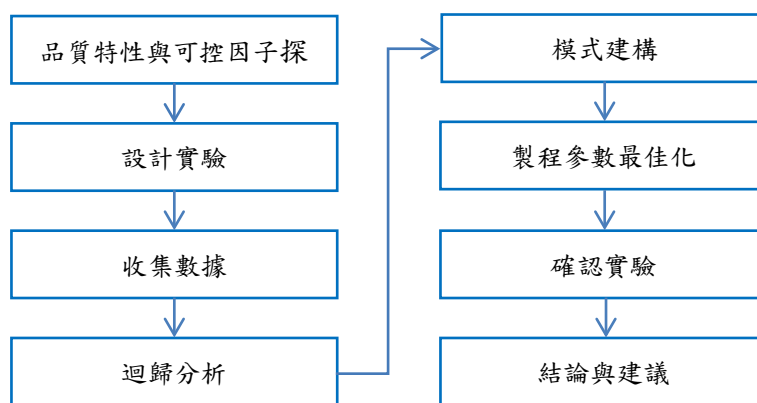 品質特性與可控因子探
設計實驗
收集數據
迴歸分析
模式建構
製程參數最佳化
確認實驗
結論與建議